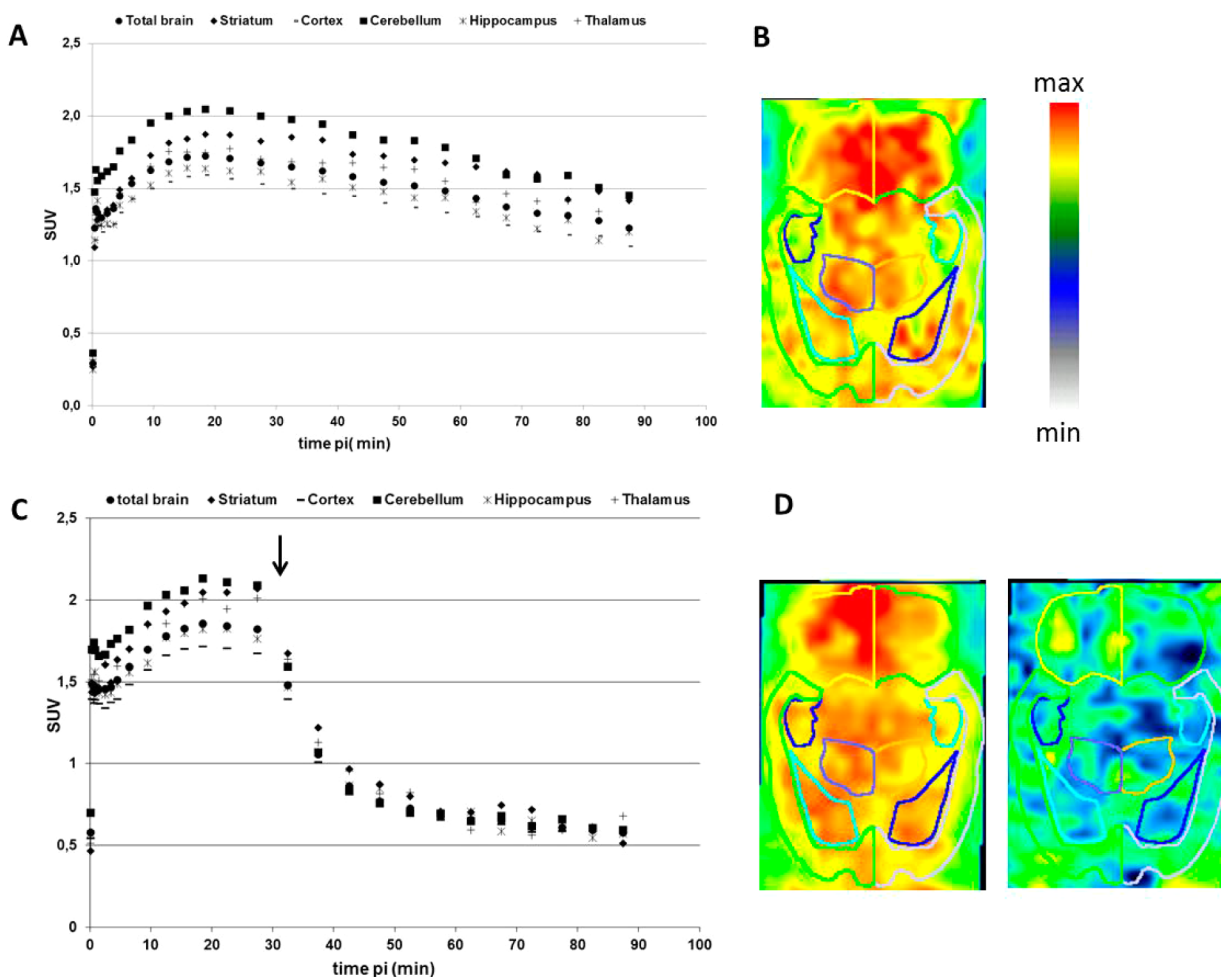 A
Total brain Striatum Cortex Cerebellum Hippocampus Thalamus
2,5
2,0
1,5
1,0
0,5
0,0
SUV
0 10 20 30 40 50 60 70 80 90 100
time pi( min)
B
max
min
C
total brain Striatum Cortex Cerebellum Hippocampus Thalamus
2,5
2
1,5
1
0,5
0
SUV
0 10 20 30 40 50 60 70 80 90 100
time pi (min)
D